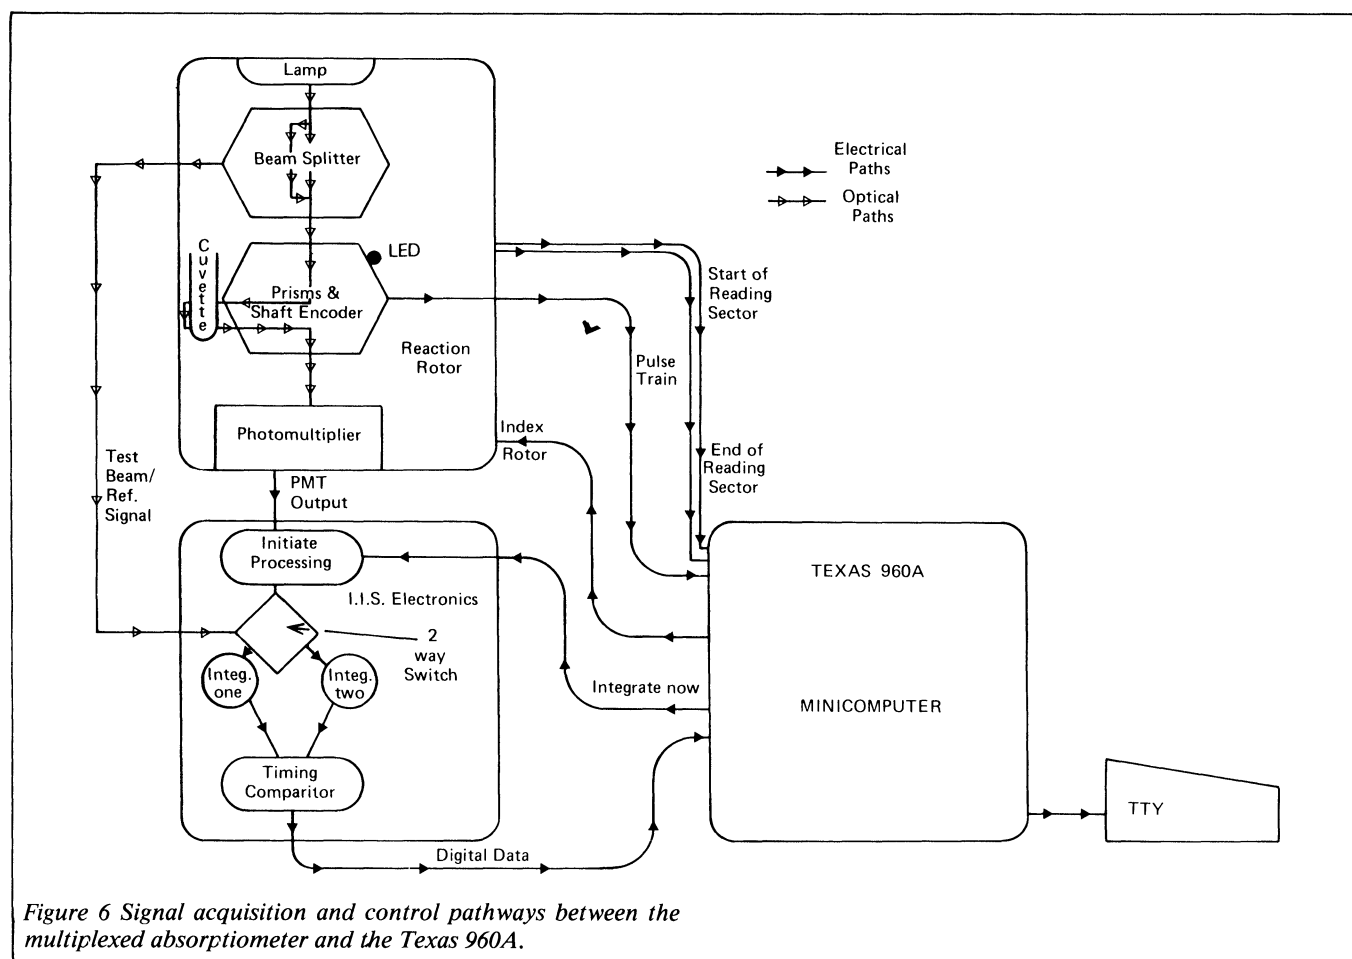 Lamp
Beam Splitter
Electrical
Paths
Optical
Paths
Cuvette
LED
Prisms &
Shaft Encoder
Reaction
Rotor
Start of
Reading
Sector
Pulse
Train
Photomultiplier
Index
Rotor
End of
Reading
Sector
Test
Beam/
Ref.
Signal
PMT
Output
Initiate
Processing
I.I.S. Electronics
2
way
Switch
Integ.
one
Integ.
two
Integrate now
TEXAS 960A
MINICOMPUTER
Timing
Comparitor
TTY
Digital Data
Figure 6 Signal acquisition and control pathways between the
multiplexed absorptiometer and the Texas 960A.